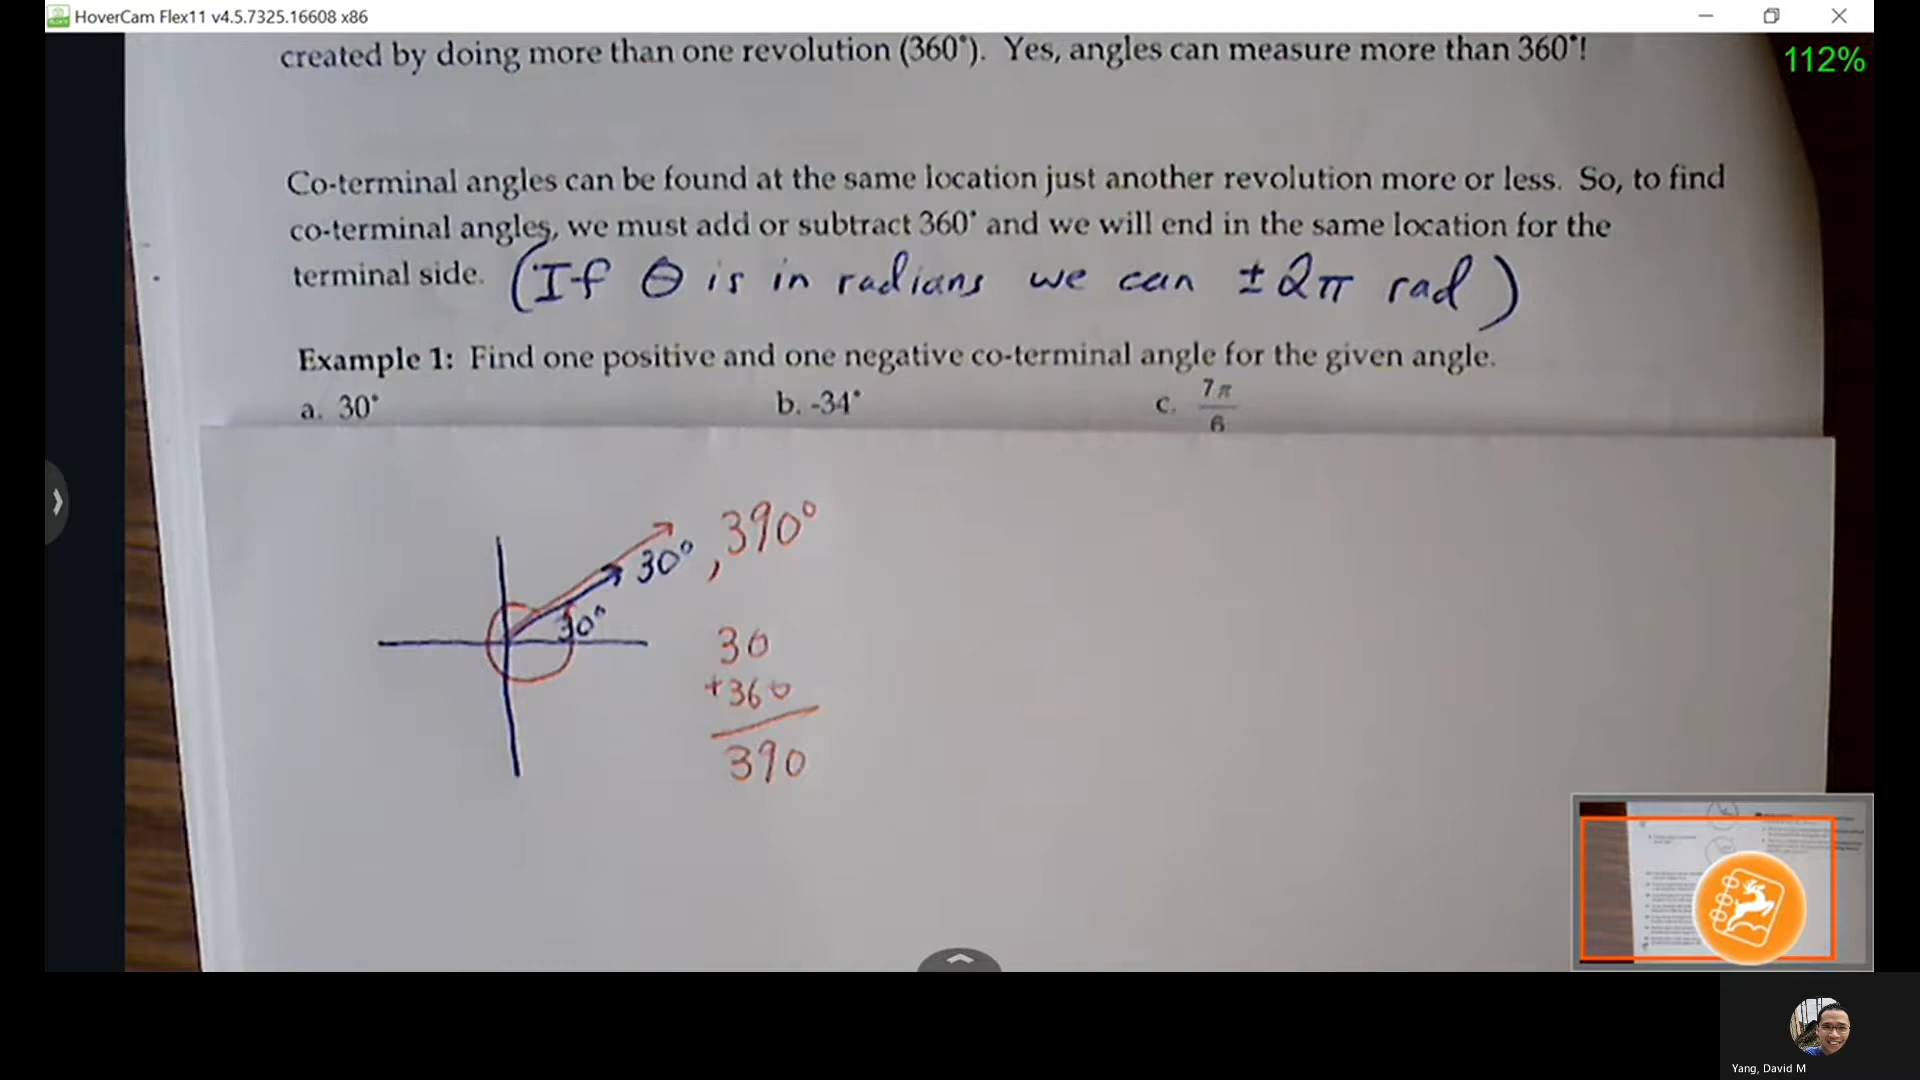 HoverCam Flex11 v4.5.7325.16608 x86
112%
created by doing more than one revolution (360°). Yes, angles can measure more than 360°!
Co-terminal angles can be found at the same location just another revolution more or less. So, to find
co-terminal angles, we must add or subtract 360° and we will end in the same location for the
terminal side. (If θ is in radians we can ±2π rad)
Example 1: Find one positive and one negative co-terminal angle for the given angle.
a. 30° b. -34° c. 7π/6
30°, 390°
30°
30
+360
390
Yang, David M